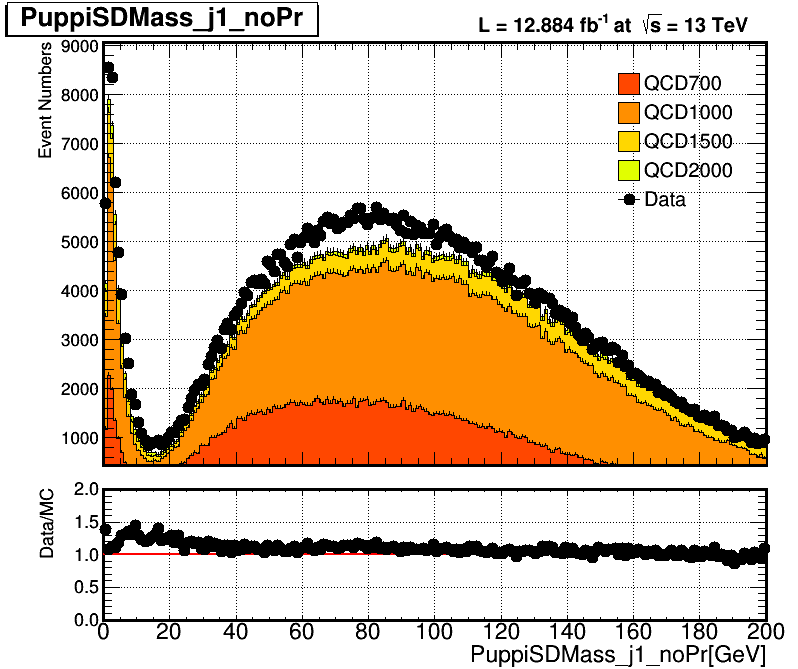 PuppiSDMass_j1_noPr
L = 12.884 fb-1 at √s = 13 TeV
Event Numbers
9000
8000
7000
6000
5000
4000
3000
2000
1000
QCD700
QCD1000
QCD1500
QCD2000
Data
Data/MC
2.0
1.5
1.0
0.5
0.0
0 20 40 60 80 100 120 140 160 180 200
PuppiSDMass_j1_noPr[GeV]